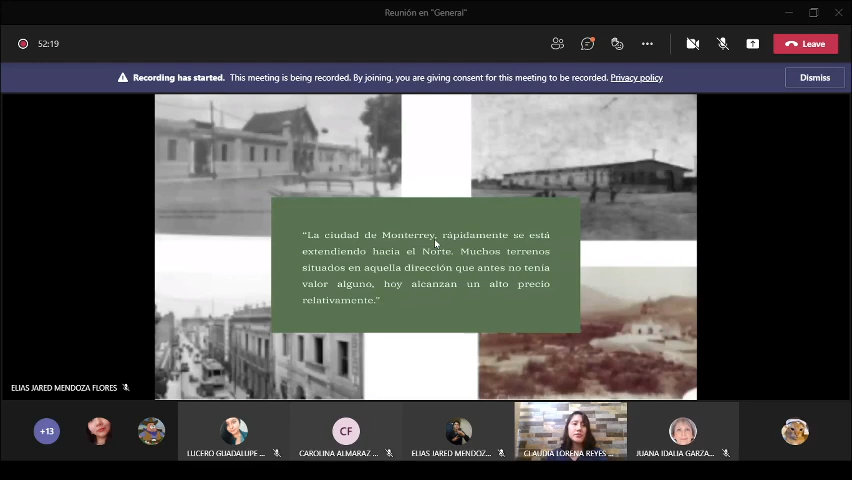 Reunión en "General"
52:19
Leave
Recording has started. This meeting is being recorded. By joining, you are giving consent for this meeting to be recorded. Privacy policy
Dismiss
“La ciudad de Monterrey, rápidamente se está
extendiendo hacia el Norte. Muchos terrenos
situados en aquella dirección que antes no tenía
valor alguno, hoy alcanzan un alto precio
relativamente.”
ELIAS JARED MENDOZA FLORES
+13
CF
LUCERO GUADALUPE ...
CAROLINA ALMARAZ ...
ELIAS JARED MENDOZ...
CLAUDIA LORENA REYES ...
JUANA IDALIA GARZA...